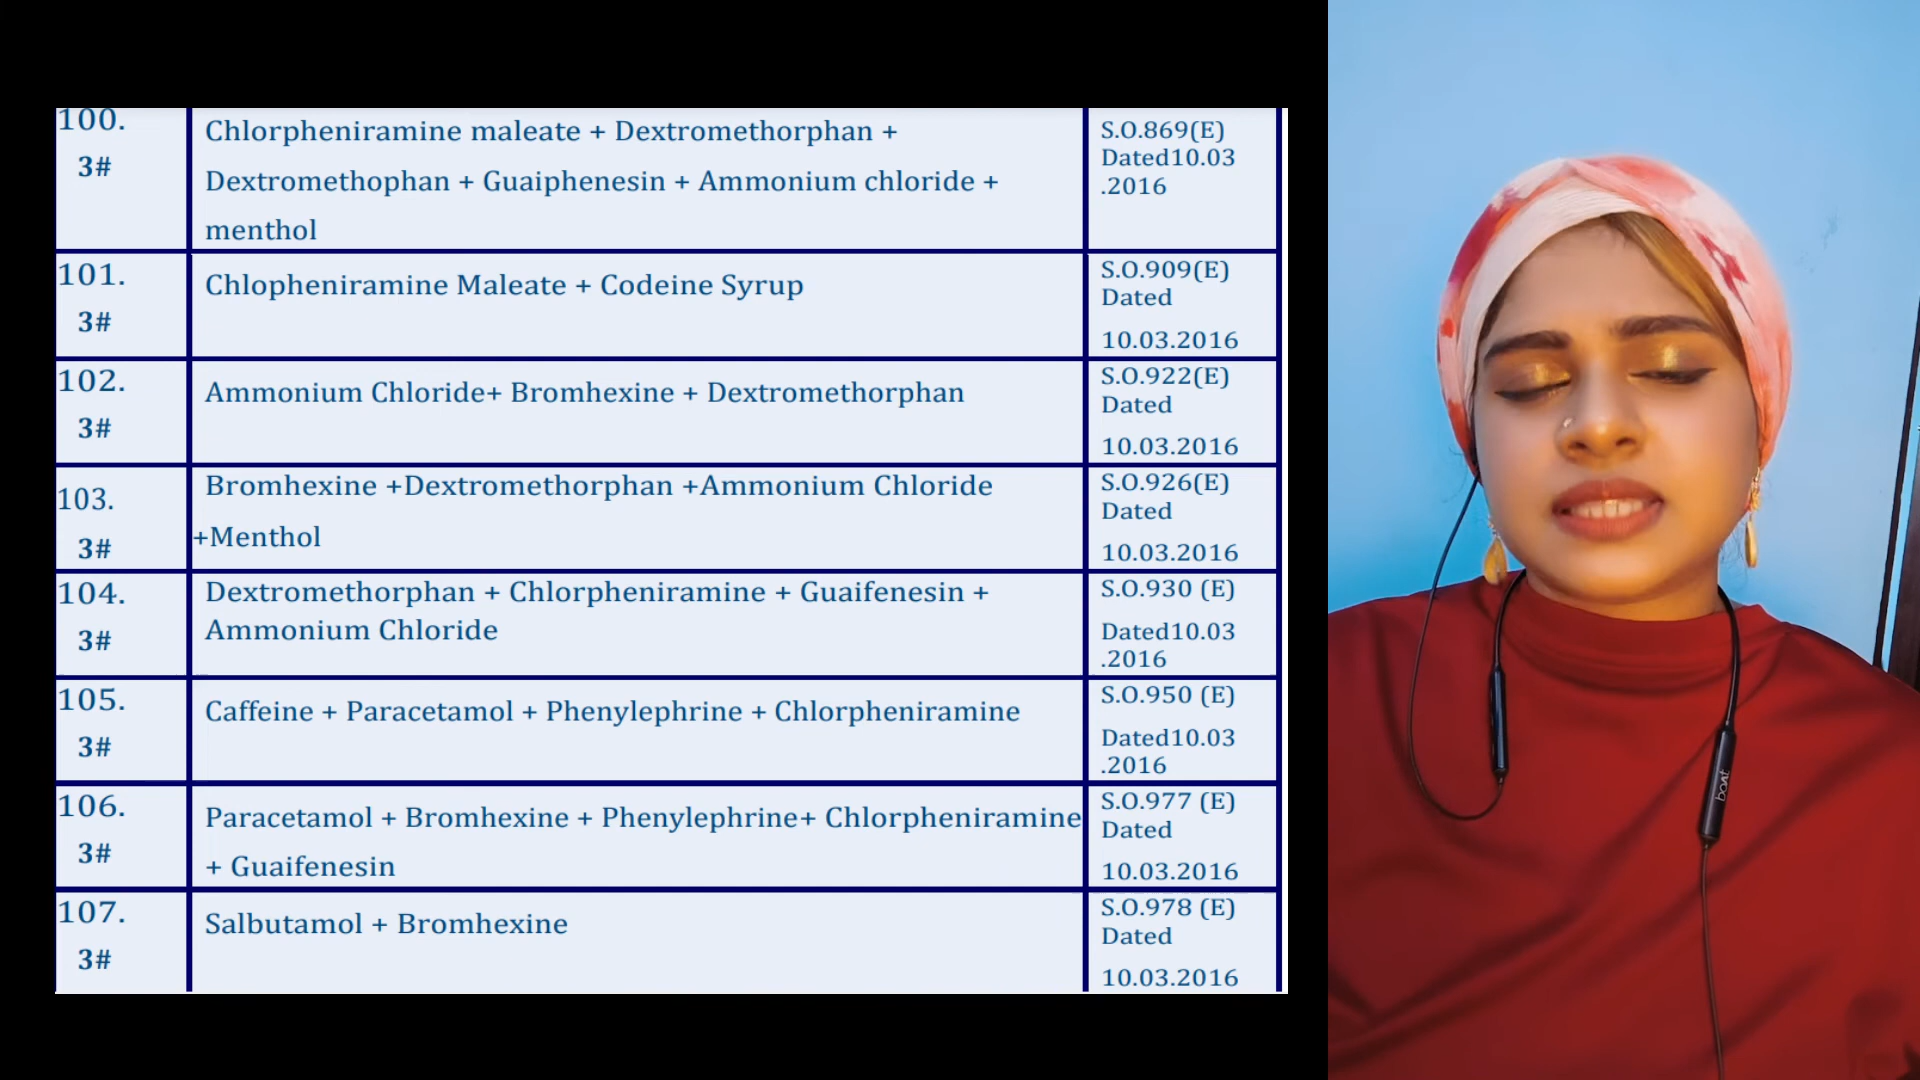 100.
3#
Chlorpheniramine maleate + Dextromethorphan +
Dextromethophan + Guaiphenesin + Ammonium chloride +
menthol
S.O.869(E)
Dated10.03
.2016
101.
3#
Chlopheniramine Maleate + Codeine Syrup
S.O.909(E)
Dated
10.03.2016
102.
3#
Ammonium Chloride+ Bromhexine + Dextromethorphan
S.O.922(E)
Dated
10.03.2016
103.
3#
Bromhexine +Dextromethorphan +Ammonium Chloride
+Menthol
S.O.926(E)
Dated
10.03.2016
104.
3#
Dextromethorphan + Chlorpheniramine + Guaifenesin +
Ammonium Chloride
S.O.930 (E)
Dated10.03
.2016
105.
3#
Caffeine + Paracetamol + Phenylephrine + Chlorpheniramine
S.O.950 (E)
Dated10.03
.2016
106.
3#
Paracetamol + Bromhexine + Phenylephrine+ Chlorpheniramine
+ Guaifenesin
S.O.977 (E)
Dated
10.03.2016
107.
3#
Salbutamol + Bromhexine
S.O.978 (E)
Dated
10.03.2016
boAt